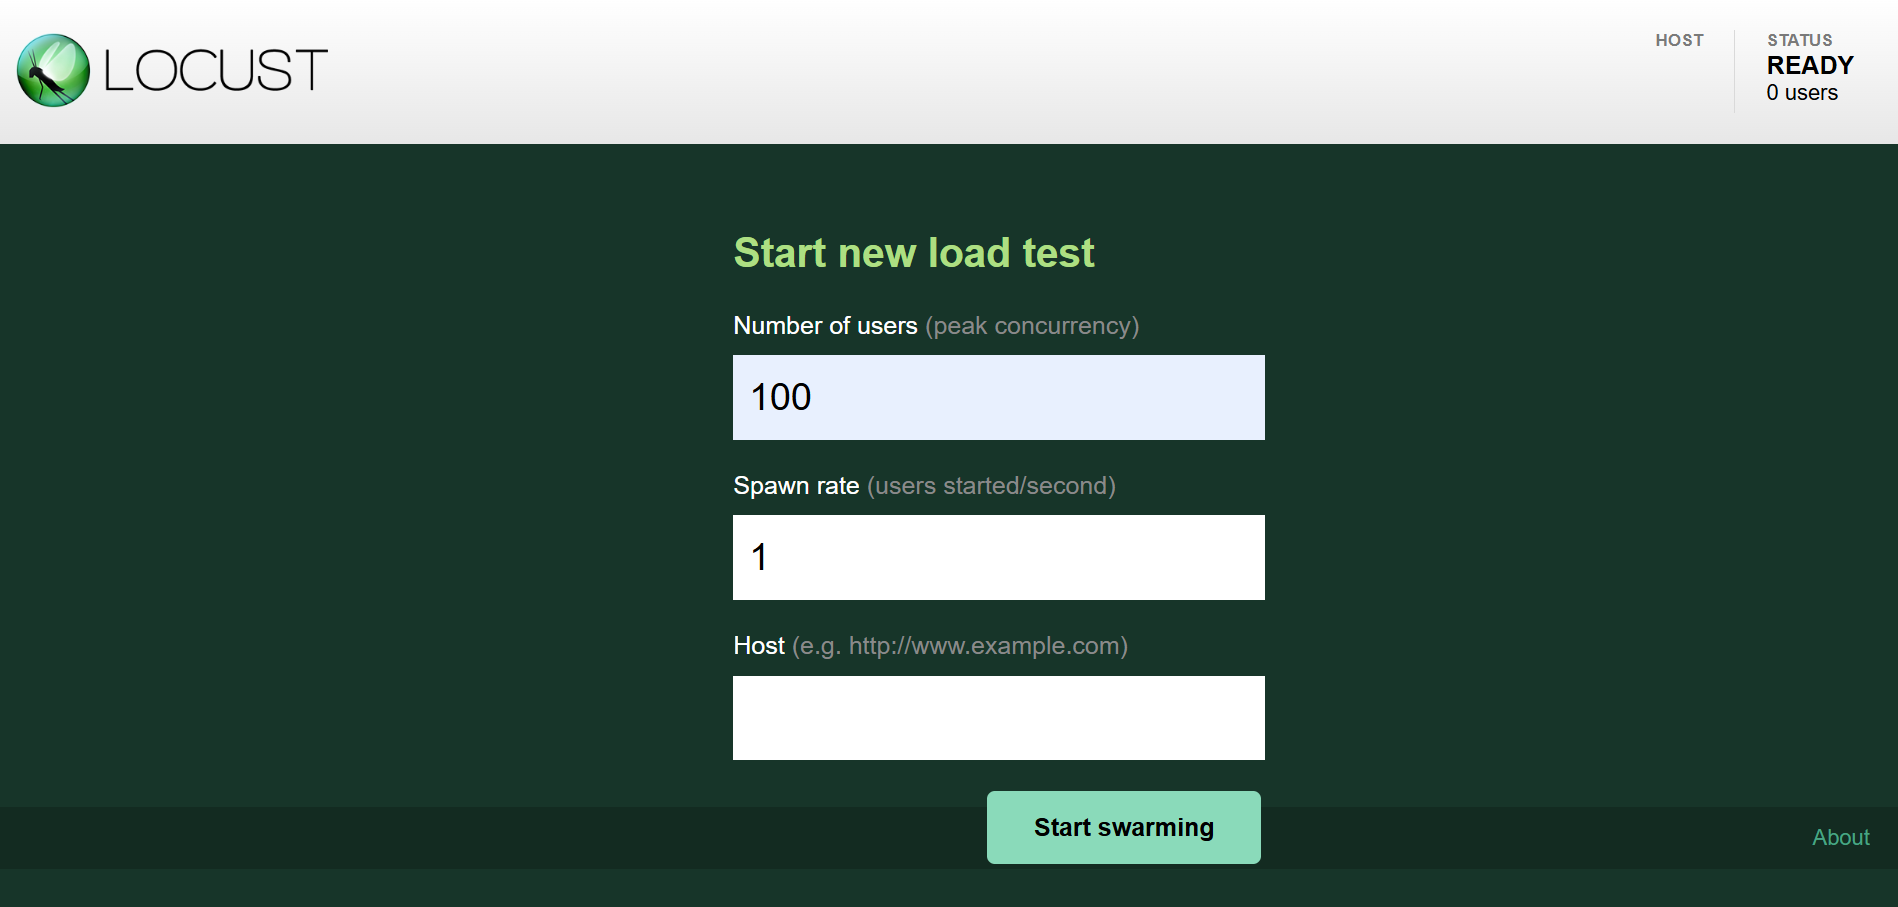 LOCUST
HOST
STATUS
READY
0 users
Start new load test
Number of users (peak concurrency)
100
Spawn rate (users started/second)
1
Host (e.g. http://www.example.com)
Start swarming
About